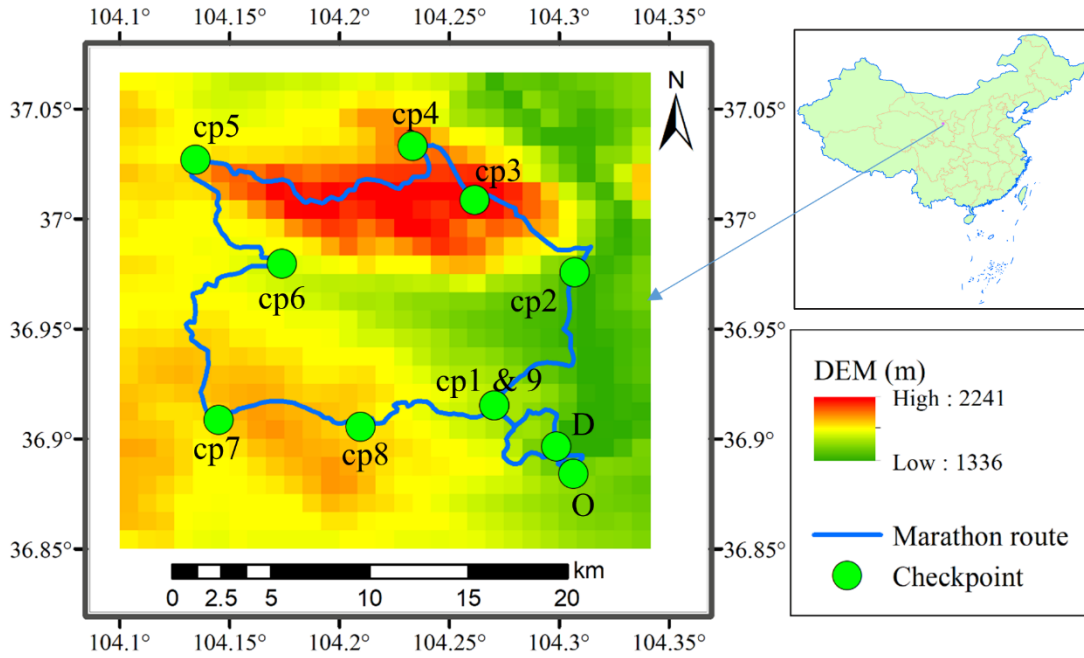 104.1° 104.15° 104.2° 104.25° 104.3° 104.35°
37.05° 37.05°
N
cp4
cp5
cp3
37° 37°
cp6
cp2
36.95° 36.95°
cp1 & 9
D
36.9° 36.9°
cp7
cp8
O
36.85° 36.85°
km
0 2.5 5 10 15 20
104.1° 104.15° 104.2° 104.25° 104.3° 104.35°
DEM (m)
High : 2241
Low : 1336
Marathon route
Checkpoint